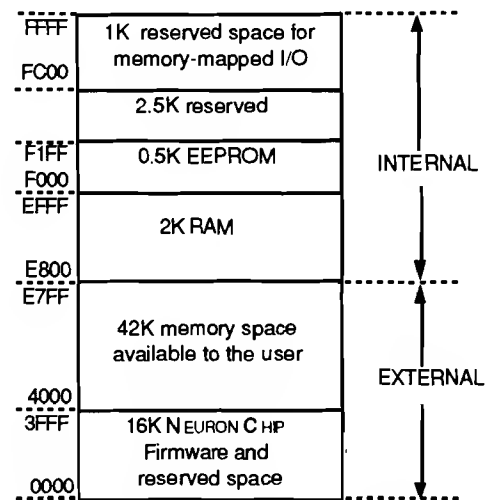 FFFF
1K reserved space for
memory-mapped I/O
FC00
2.5K reserved
F1FF
0.5K EEPROM
INTERNAL
F000
EFFF
2K RAM
E800
E7FF
42K memory space
available to the user
EXTERNAL
4000
3FFF
16K NEURON CHIP
Firmware and
reserved space
0000